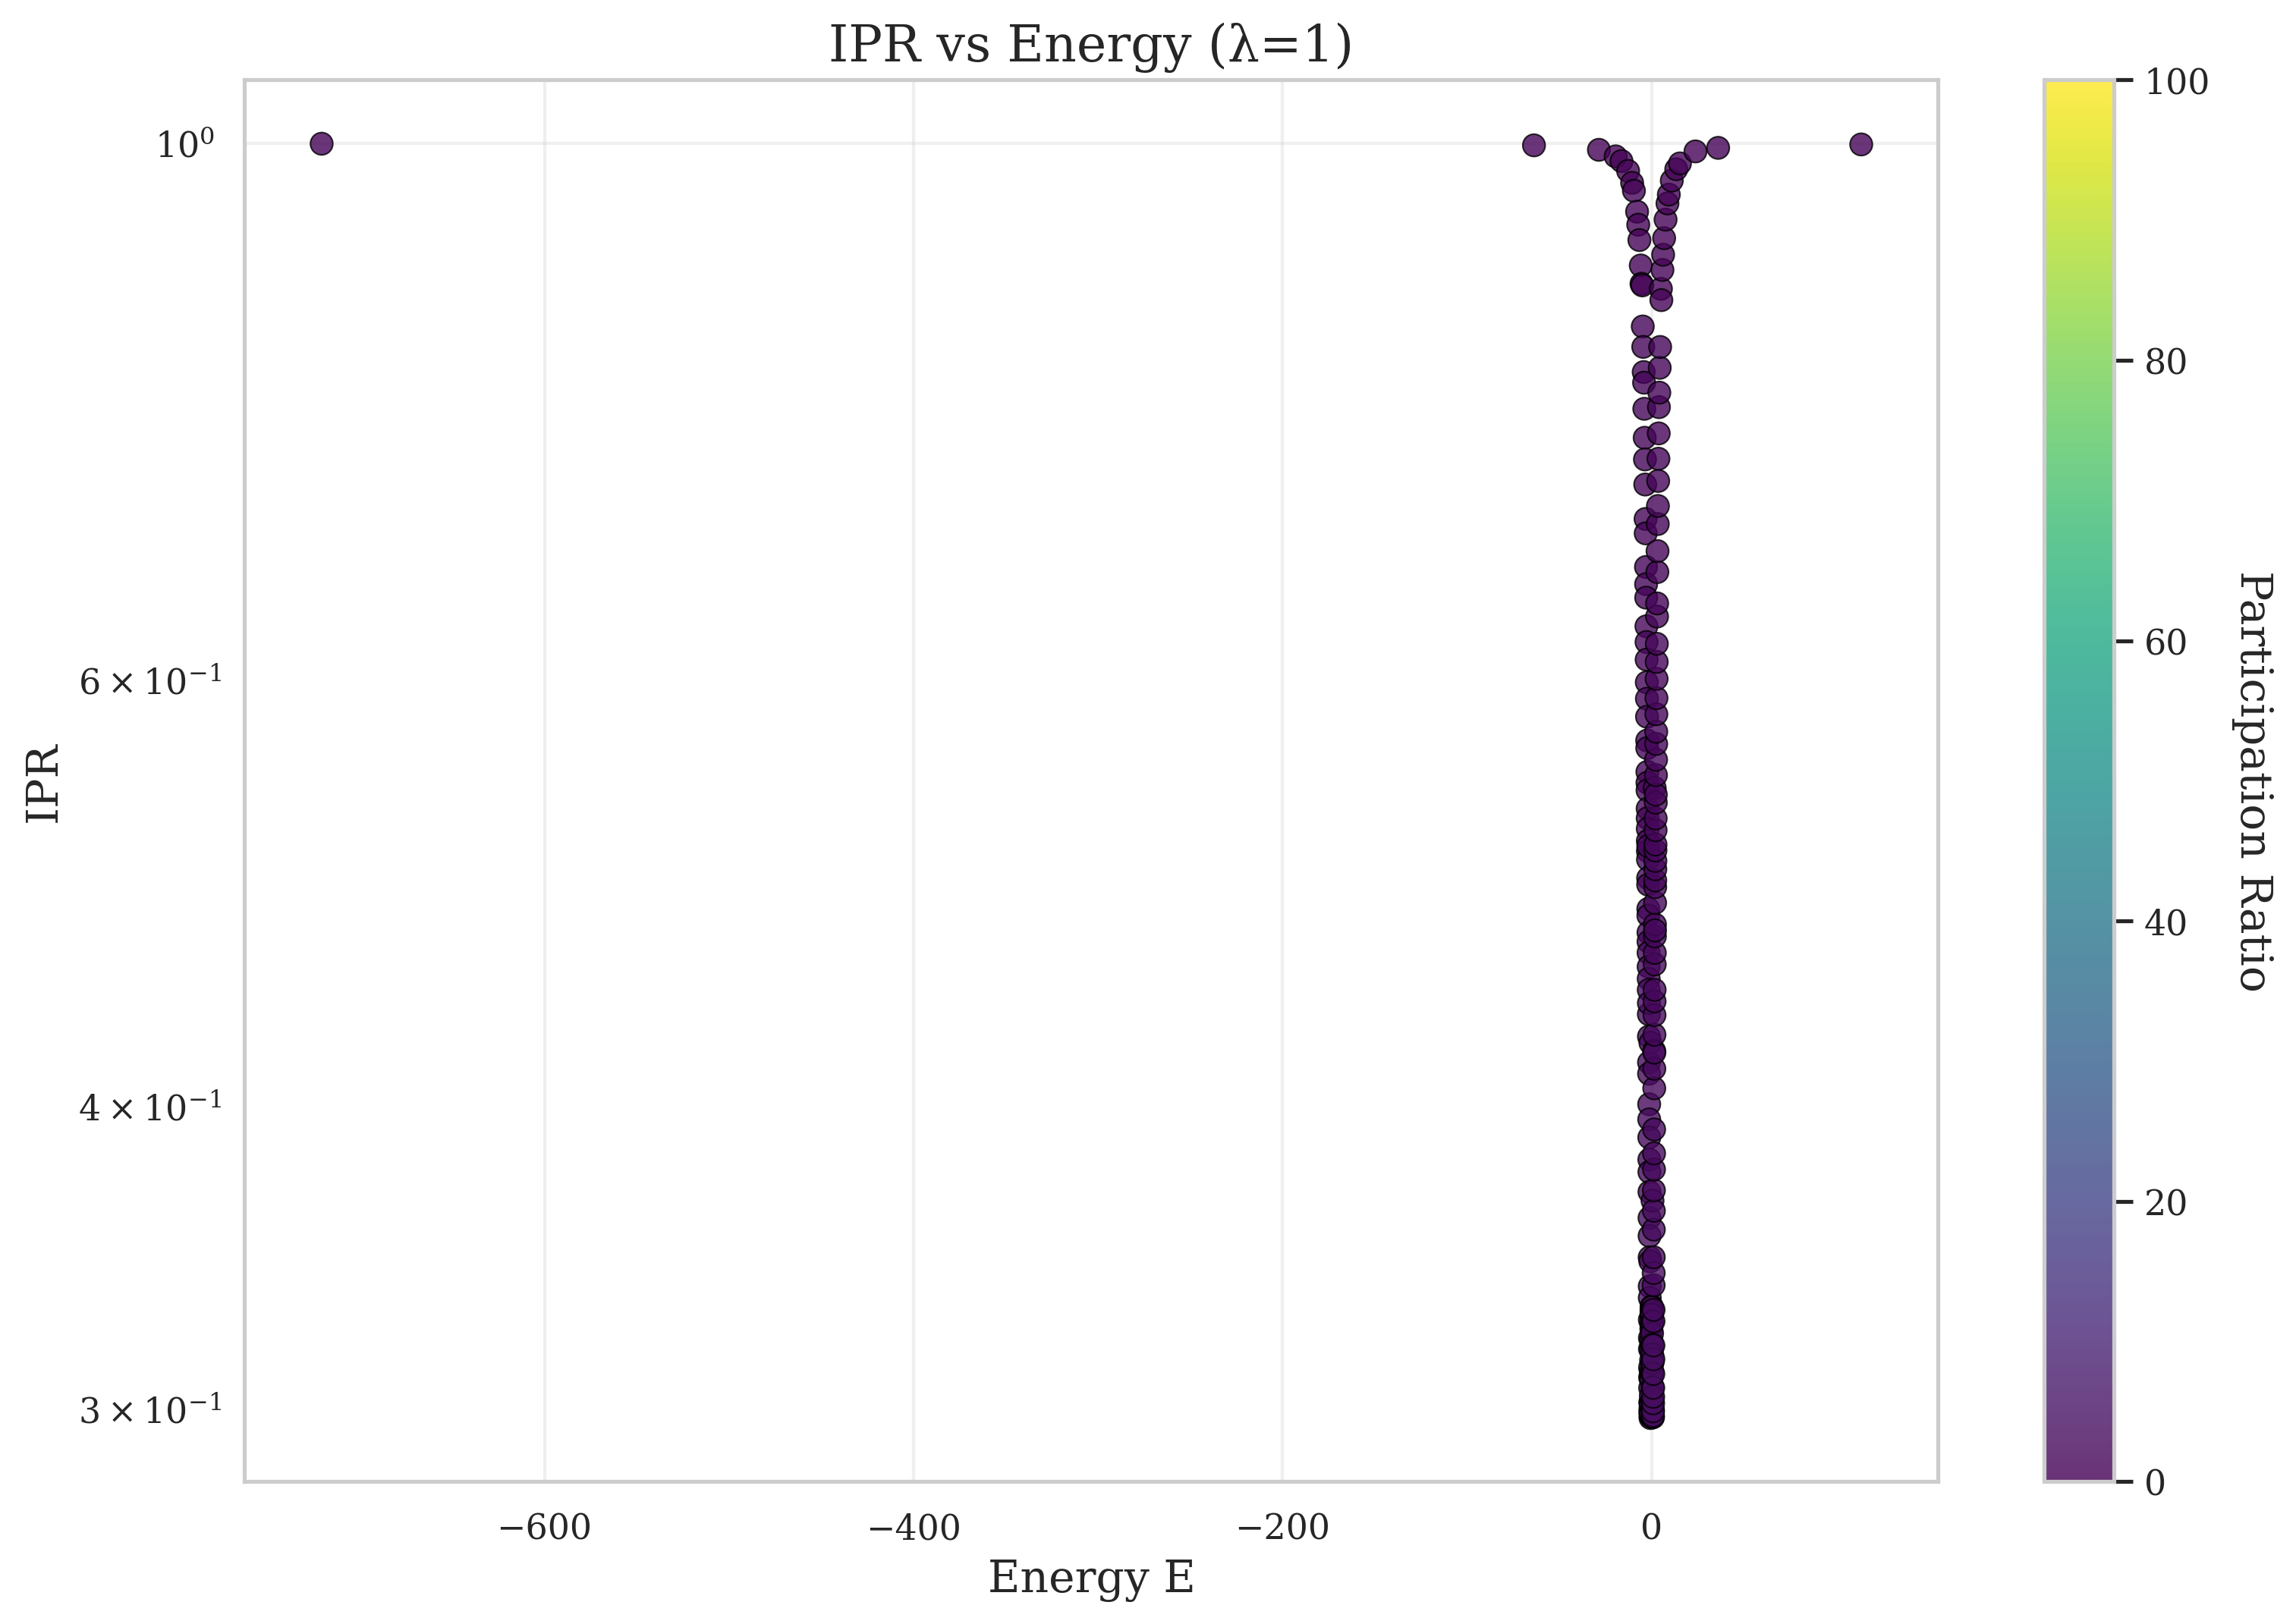 IPR vs Energy (λ=1)
10⁰
6 × 10⁻¹
4 × 10⁻¹
3 × 10⁻¹
IPR
−600
−400
−200
0
Energy E
100
80
60
40
20
0
Participation Ratio